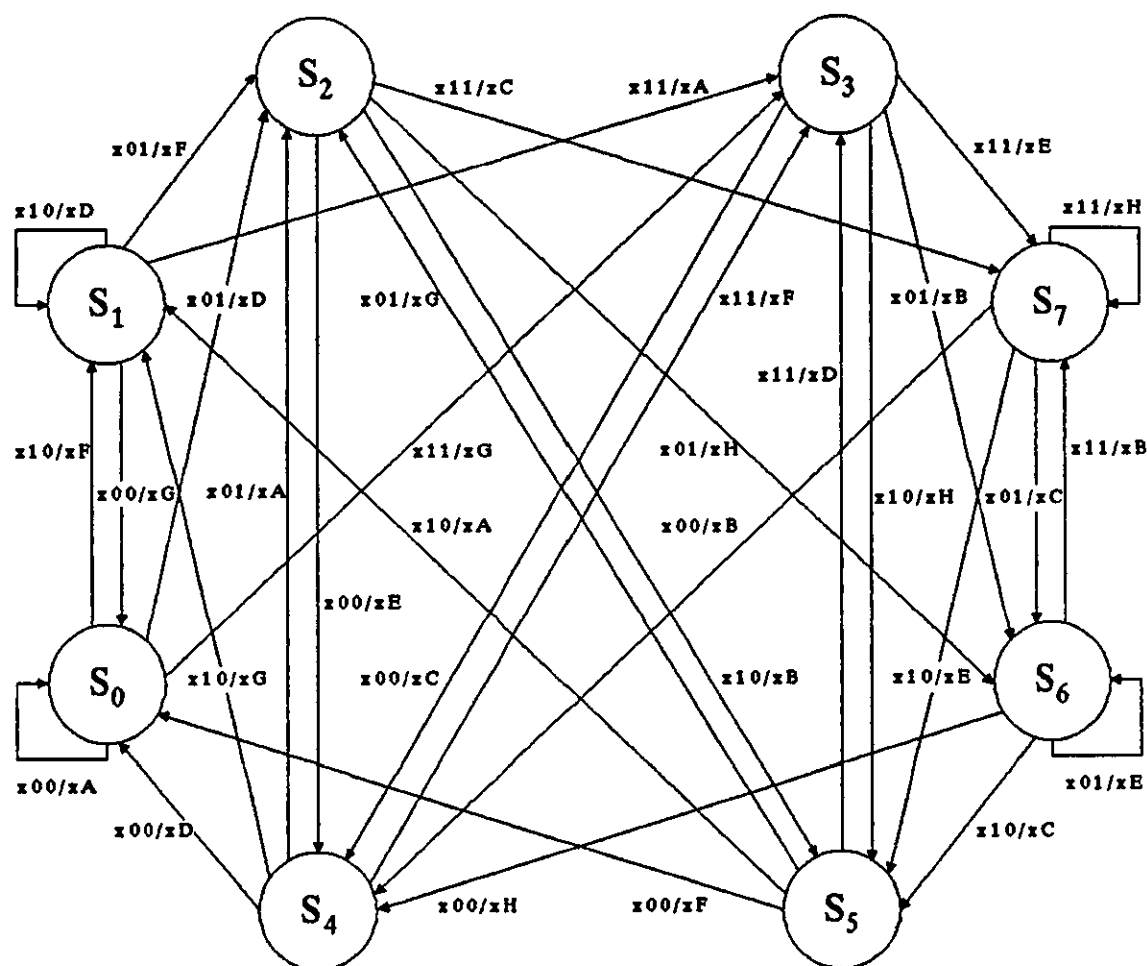 S2
S3
x11/xC
x11/xA
x01/xF
x11/xE
x10/xD
x11/xH
S1
x01/xD
x01/xG
x11/xF
x01/xB
S7
x11/xD
x10/xF
x11/xG
x01/xH
x11/xB
x00/xG
x01/xA
x10/xH
x01/xC
x10/xA
x00/xB
x00/xE
S0
x10/xG
x00/xC
x10/xB
x10/xE
S6
x00/xA
x01/xE
x00/xD
x10/xC
S4
x00/xH
x00/xF
S5